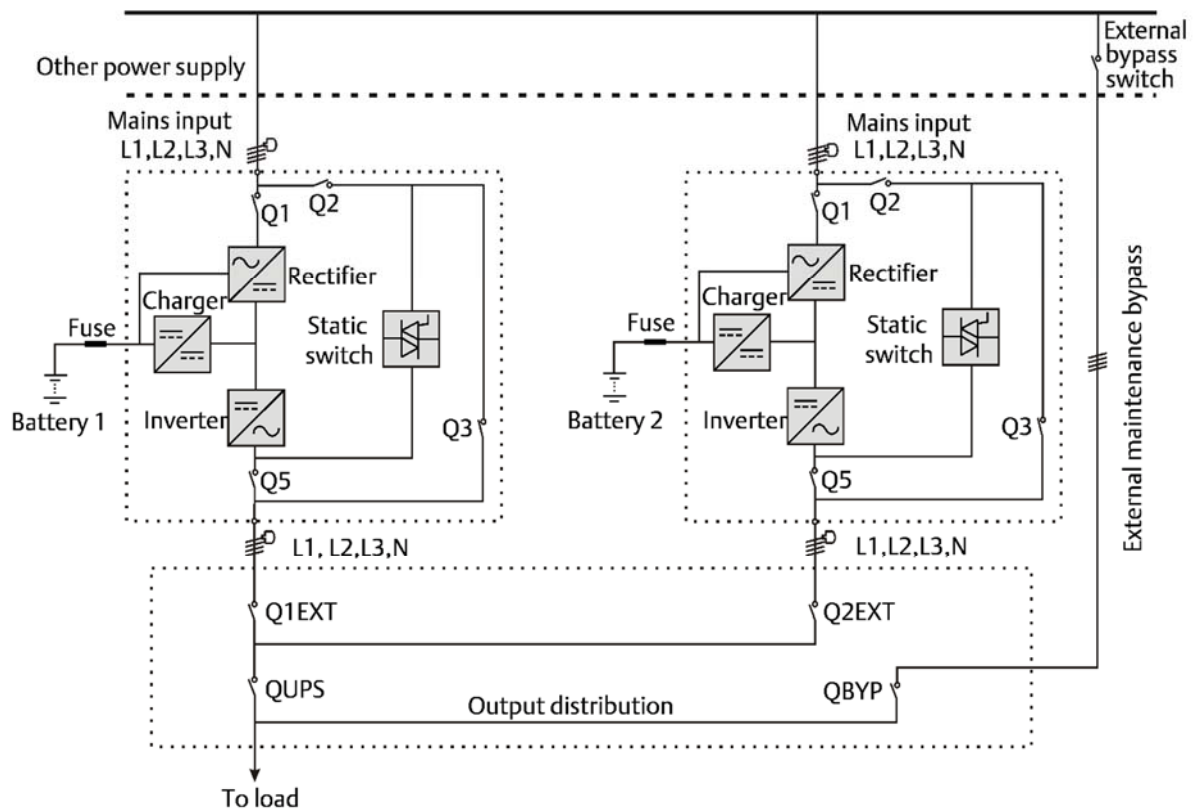 External
bypass
switch
Other power supply
Mains input
L1,L2,L3,N
Mains input
L1,L2,L3,N
Q1
Q2
Q1
Q2
Rectifier
Rectifier
Charger
Charger
Fuse
Static
switch
Fuse
Static
switch
Battery 1
Inverter
Q3
Battery 2
Inverter
Q3
Q5
Q5
External maintenance bypass
L1, L2,L3,N
L1,L2,L3,N
Q1EXT
Q2EXT
QUPS
Output distribution
QBYP
To load